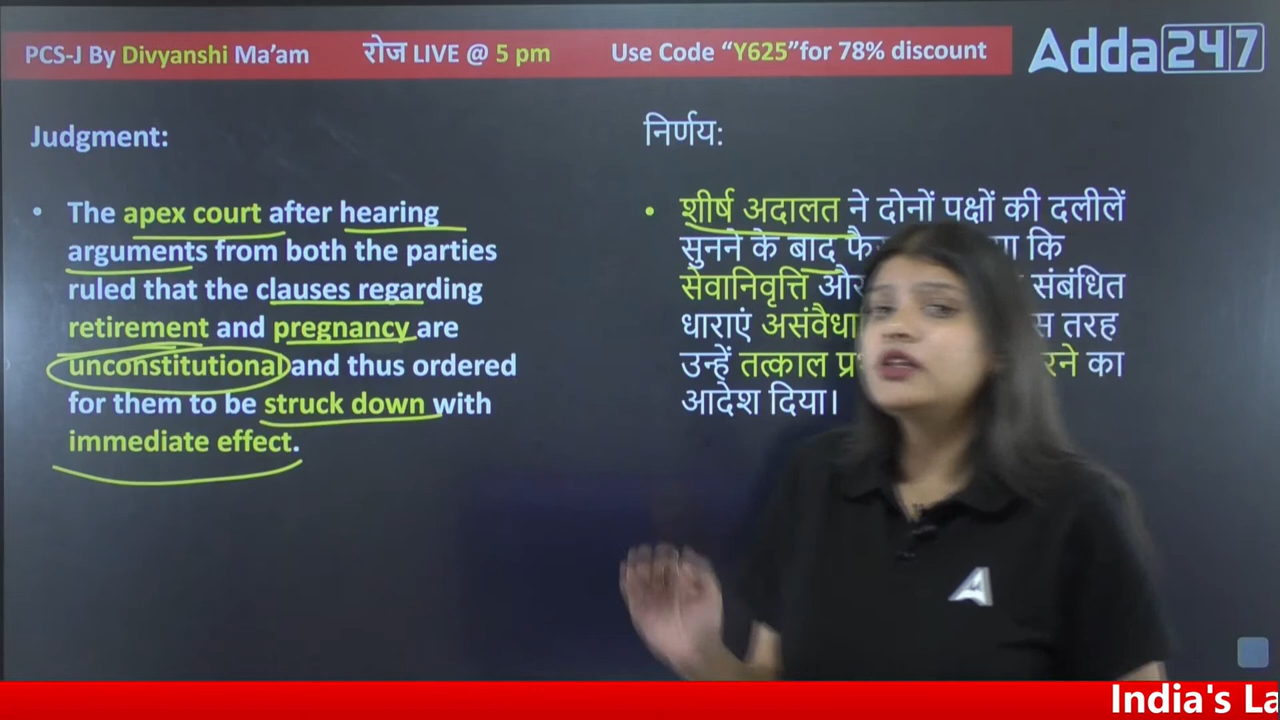 PCS-J By Divyanshi Ma’am रोज LIVE @ 5 pm Use Code “Y625”for 78% discount
Adda247
Judgment:
• The apex court after hearing
arguments from both the parties
ruled that the clauses regarding
retirement and pregnancy are
unconstitutional and thus ordered
for them to be struck down with
immediate effect.
निर्णय:
• शीर्ष अदालत ने दोनों पक्षों की दलीलें
सुनने के बाद कि
सेवानिवृत्ति संबंधित
धाराएं तरह
उन्हें तत्काल का
आदेश दिया।
India's